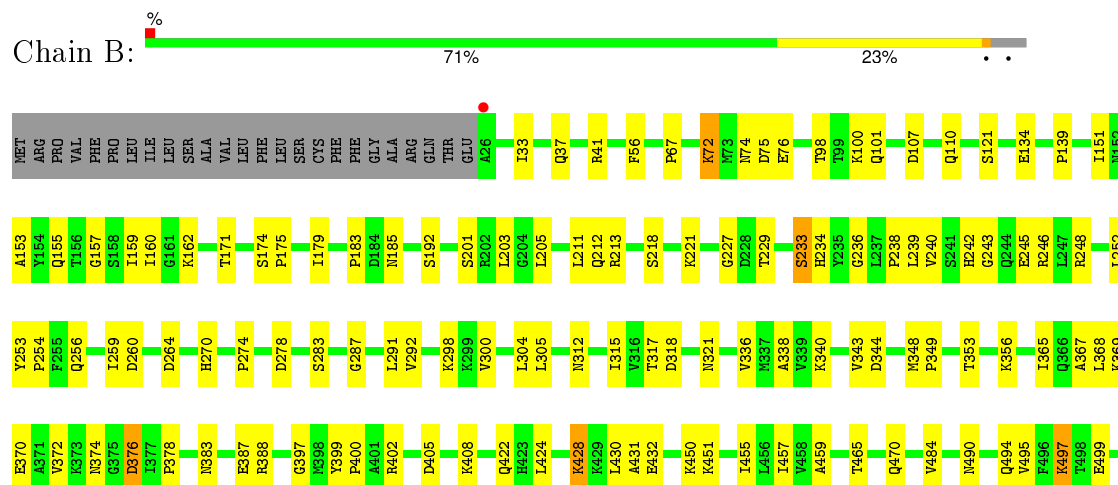 %
Chain B:
71% 23% • •
MET ARG PRO VAL PHE PRO LEU ILE LEU SER ALA VAL LEU PHE LEU SER CYS PHE PHE GLY ALA ARG GLN THR GLU A26 I33 Q37 R41 F56 P67 K72 M73 N74 D75 E76 T98 T99 K100 Q101 D107 Q110 S121 E134 P139 I151 N152
A153 Y154 Q155 T156 G157 S158 I159 I160 G161 K162 T171 S174 P175 I179 P183 D184 N185 S192 S201 R202 L203 G204 L205 L211 Q212 R213 S218 K221 G227 D228 T229 S233 H234 Y235 G236 L237 P238 L239 V240 S241 H242 G243 Q244 E245 R246 L247 R248 L252
Y253 P254 F255 Q256 I259 D260 D264 H270 P274 D278 S283 G287 L291 V292 K298 K299 V300 L304 L305 N312 I315 V316 T317 D318 N321 V336 M337 A338 V339 K340 V343 D344 M348 P349 T353 K356 I365 Q366 A367 L368 K369
E370 A371 V372 K373 N374 G375 D376 I377 P378 N383 E387 R388 G397 M398 Y399 P400 A401 R402 D405 K408 Q422 H423 L424 K428 K429 L430 A431 E432 K450 K451 I455 L456 I457 V458 A459 T465 Q470 V484 N490 Q494 V495 F496 K497 T498 E499